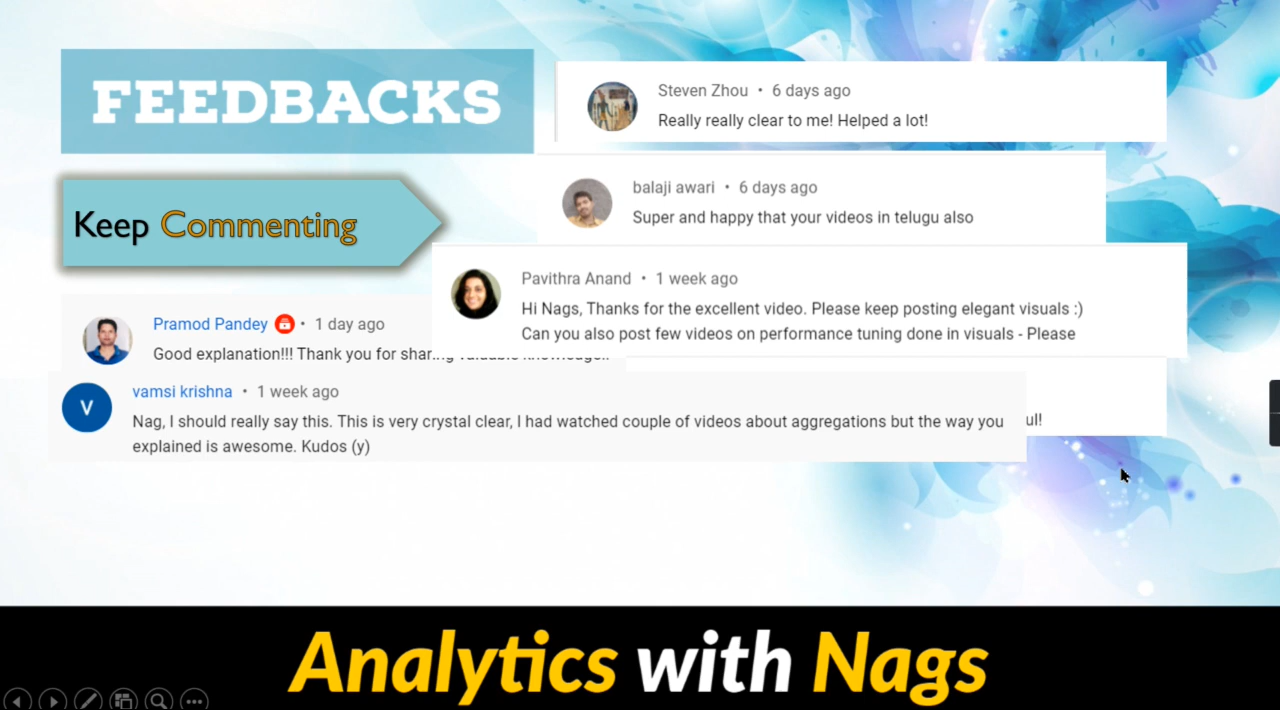 FEEDBACKS
Steven Zhou • 6 days ago
Really really clear to me! Helped a lot!
balaji awari • 6 days ago
Super and happy that your videos in telugu also
Keep Commenting
Pavithra Anand • 1 week ago
Hi Nags, Thanks for the excellent video. Please keep posting elegant visuals :)
Can you also post few videos on performance tuning done in visuals - Please
Pramod Pandey • 1 day ago
Good explanation!!! Thank you for sharing valuable knowledge..
vamsi krishna • 1 week ago
V
Nag, I should really say this. This is very crystal clear, I had watched couple of videos about aggregations but the way you
explained is awesome. Kudos (y)
ul!
Analytics with Nags